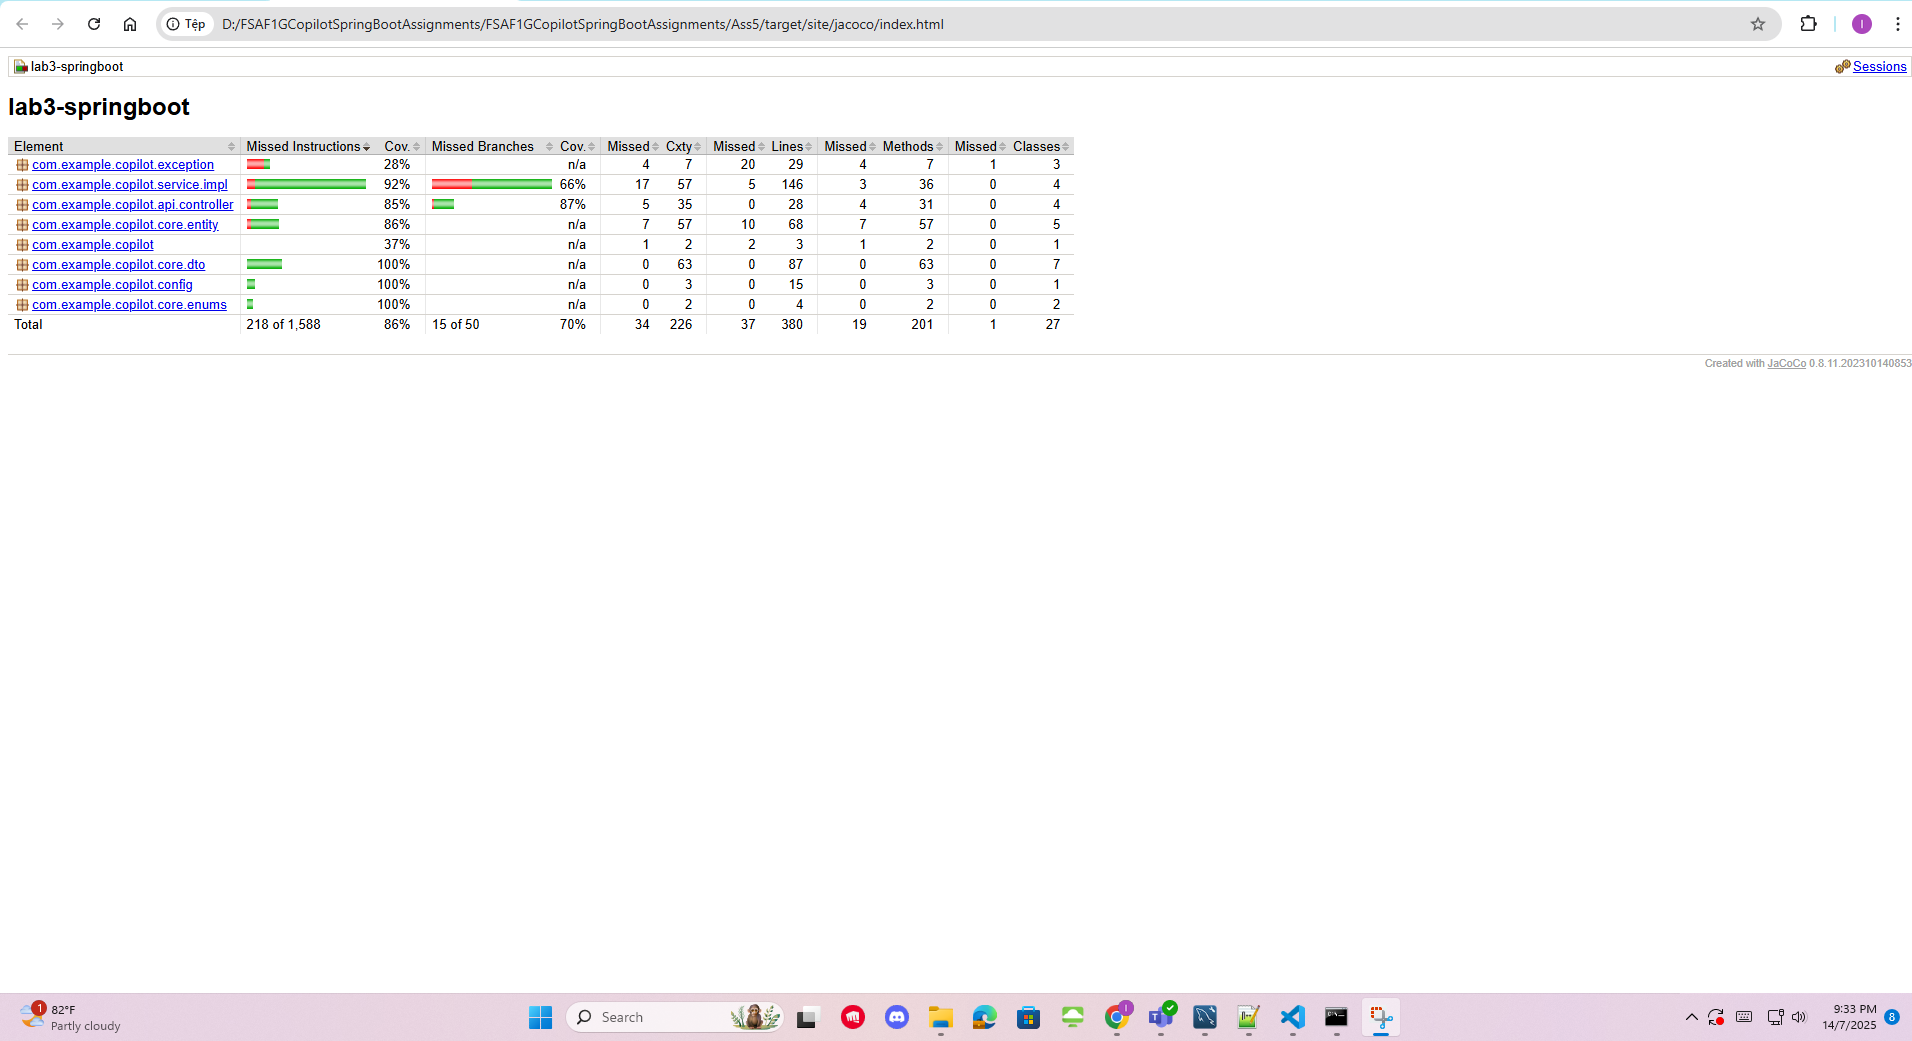 Tệp
D:/FSAF1GCopilotSpringBootAssignments/FSAF1GCopilotSpringBootAssignments/Ass5/target/site/jacoco/index.html
I
lab3-springboot
Sessions
lab3-springboot
Element Missed Instructions Cov. Missed Branches Cov. Missed Cxty Missed Lines Missed Methods Missed Classes
com.example.copilot.exception 28% n/a 4 7 20 29 4 7 1 3
com.example.copilot.service.impl 92% 66% 17 57 5 146 3 36 0 4
com.example.copilot.api.controller 85% 87% 5 35 0 28 4 31 0 4
com.example.copilot.core.entity 86% n/a 7 57 10 68 7 57 0 5
com.example.copilot 37% n/a 1 2 2 3 1 2 0 1
com.example.copilot.core.dto 100% n/a 0 63 0 87 0 63 0 7
com.example.copilot.config 100% n/a 0 3 0 15 0 3 0 1
com.example.copilot.core.enums 100% n/a 0 2 0 4 0 2 0 2
Total 218 of 1,588 86% 15 of 50 70% 34 226 37 380 19 201 1 27
Created with JaCoCo 0.8.11.202310140853
1
82°F
Partly cloudy
Search
9:33 PM
14/7/2025
8